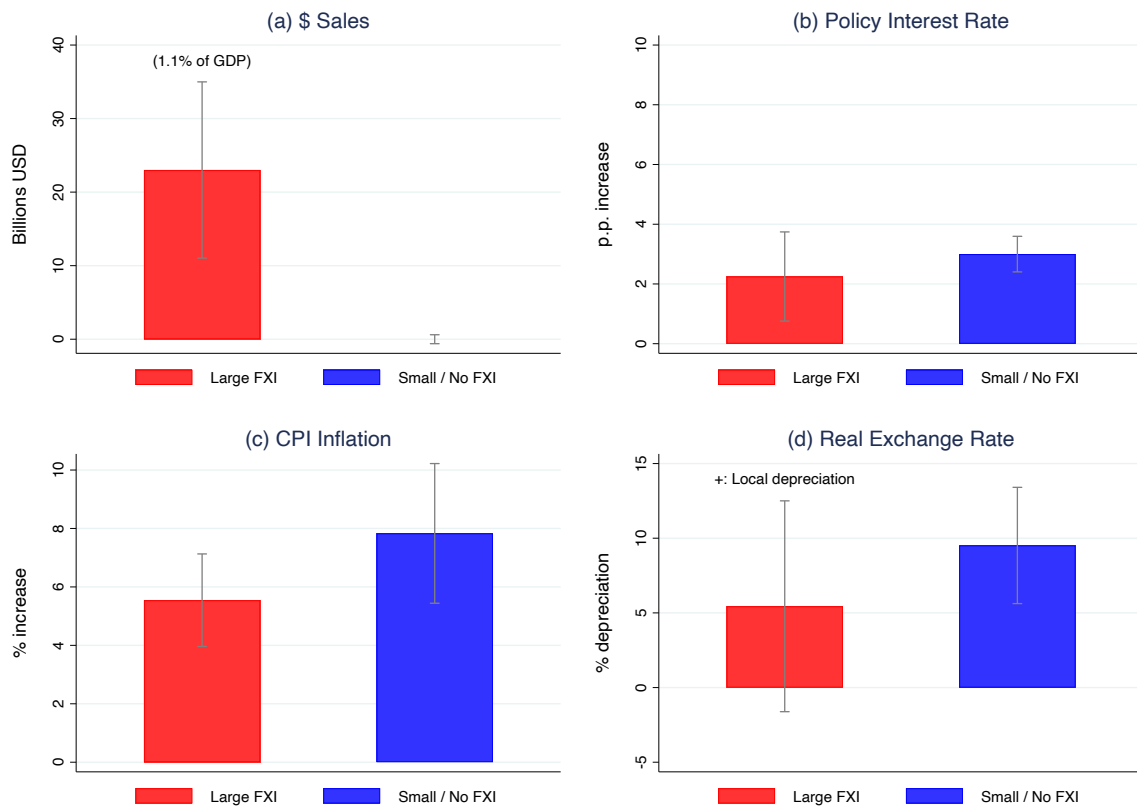 (a) $ Sales
40
30
20
10
0
Billions USD
(1.1% of GDP)
Large FXI
Small / No FXI
(b) Policy Interest Rate
10
8
6
4
2
0
p.p. increase
Large FXI
Small / No FXI
(c) CPI Inflation
10
8
6
4
2
0
% increase
Large FXI
Small / No FXI
(d) Real Exchange Rate
15
10
5
0
-5
% depreciation
+: Local depreciation
Large FXI
Small / No FXI